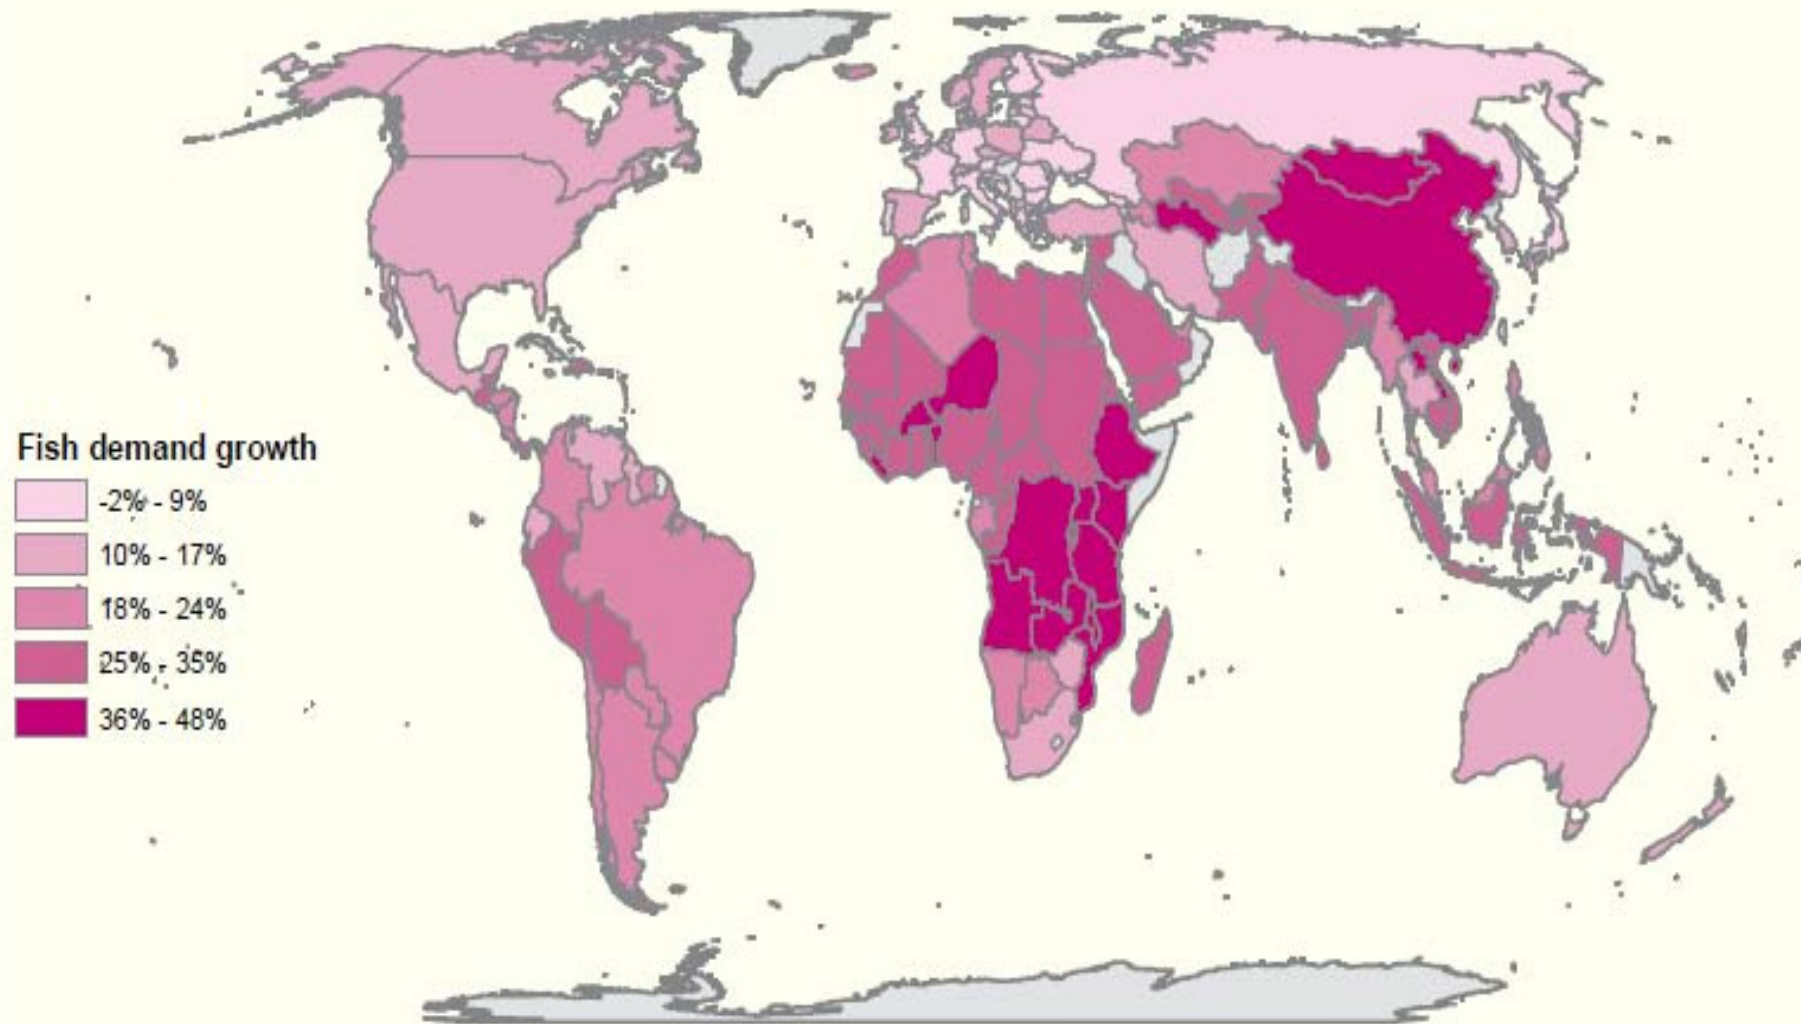 Fish demand growth
-2% - 9%
10% - 17%
18% - 24%
25% - 35%
36% - 48%